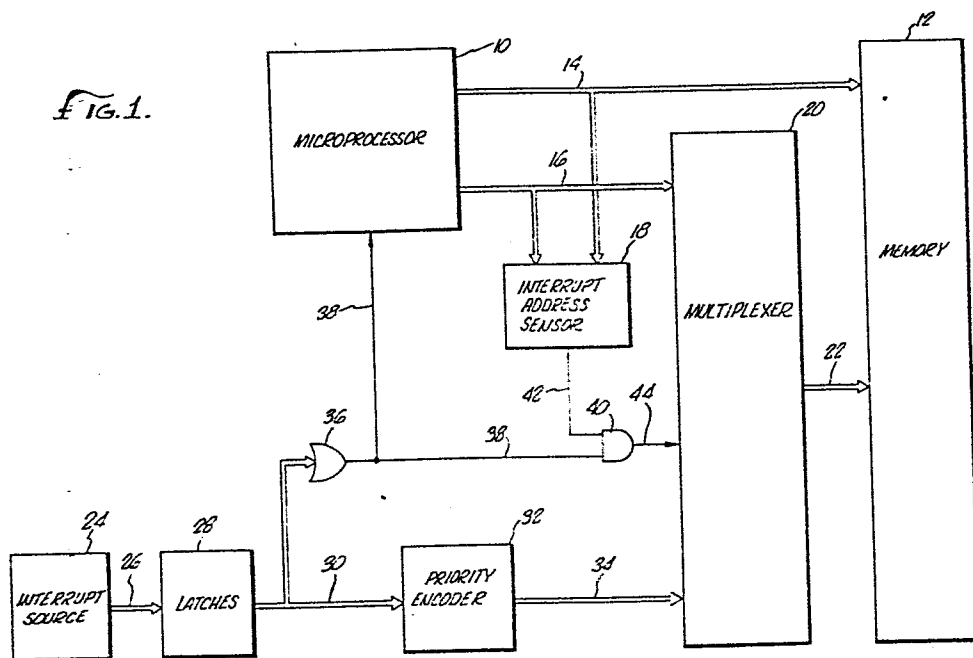 FIG.1.
10
12
14
MICROPROCESSOR
20
16
18
MEMORY
INTERRUPT
ADDRESS
SENSOR
MULTIPLEXER
38
22
42
40
44
36
38
24
28
32
26
30
34
INTERRUPT
SOURCE
LATCHES
PRIORITY
ENCODER